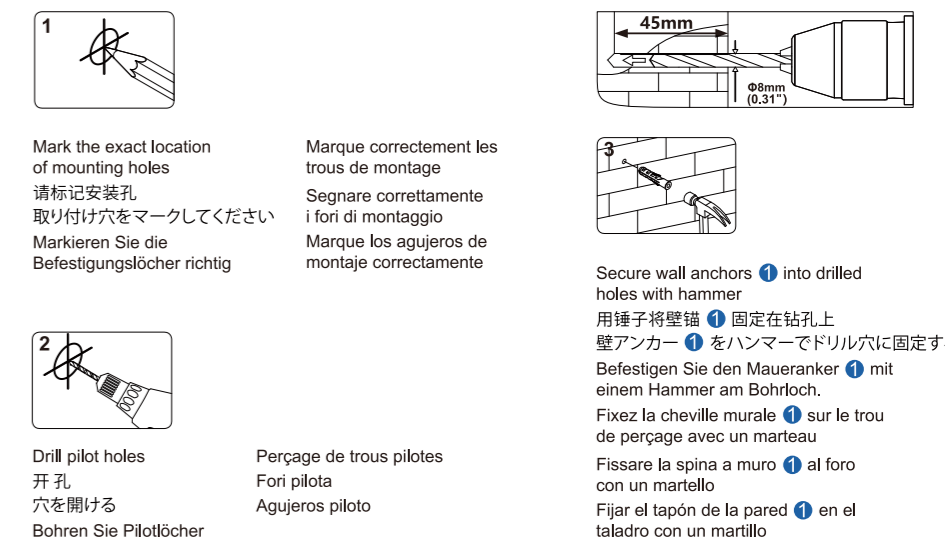 1
Mark the exact location
of mounting holes
请标记安装孔
取り付け穴をマークしてください
Markieren Sie die
Befestigungslöcher richtig
Marque correctement les
trous de montage
Segnare correttamente
i fori di montaggio
Marque los agujeros de
montaje correctamente
2
Drill pilot holes
开 孔
穴を開ける
Bohren Sie Pilotlöcher
Perçage de trous pilotes
Fori pilota
Agujeros piloto
45mm
Φ8mm
(0.31")
3
Secure wall anchors 1 into drilled
holes with hammer
用锤子将壁锚 1 固定在钻孔上
壁アンカー 1 をハンマーでドリル穴に固定す
Befestigen Sie den Maueranker 1 mit
einem Hammer am Bohrloch.
Fixez la cheville murale 1 sur le trou
de perçage avec un marteau
Fissare la spina a muro 1 al foro
con un martello
Fijar el tapón de la pared 1 en el
taladro con un martillo